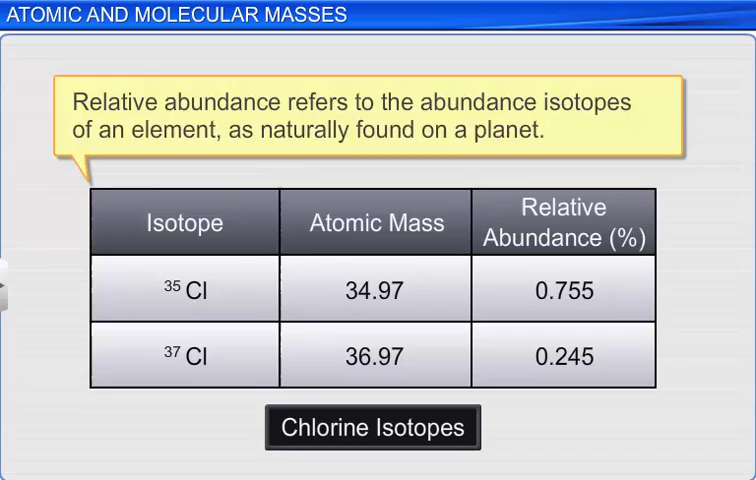 ATOMIC AND MOLECULAR MASSES
Relative abundance refers to the abundance isotopes
of an element, as naturally found on a planet.
Isotope Atomic Mass Relative
Abundance (%)
³⁵ Cl 34.97 0.755
³⁷ Cl 36.97 0.245
Chlorine Isotopes